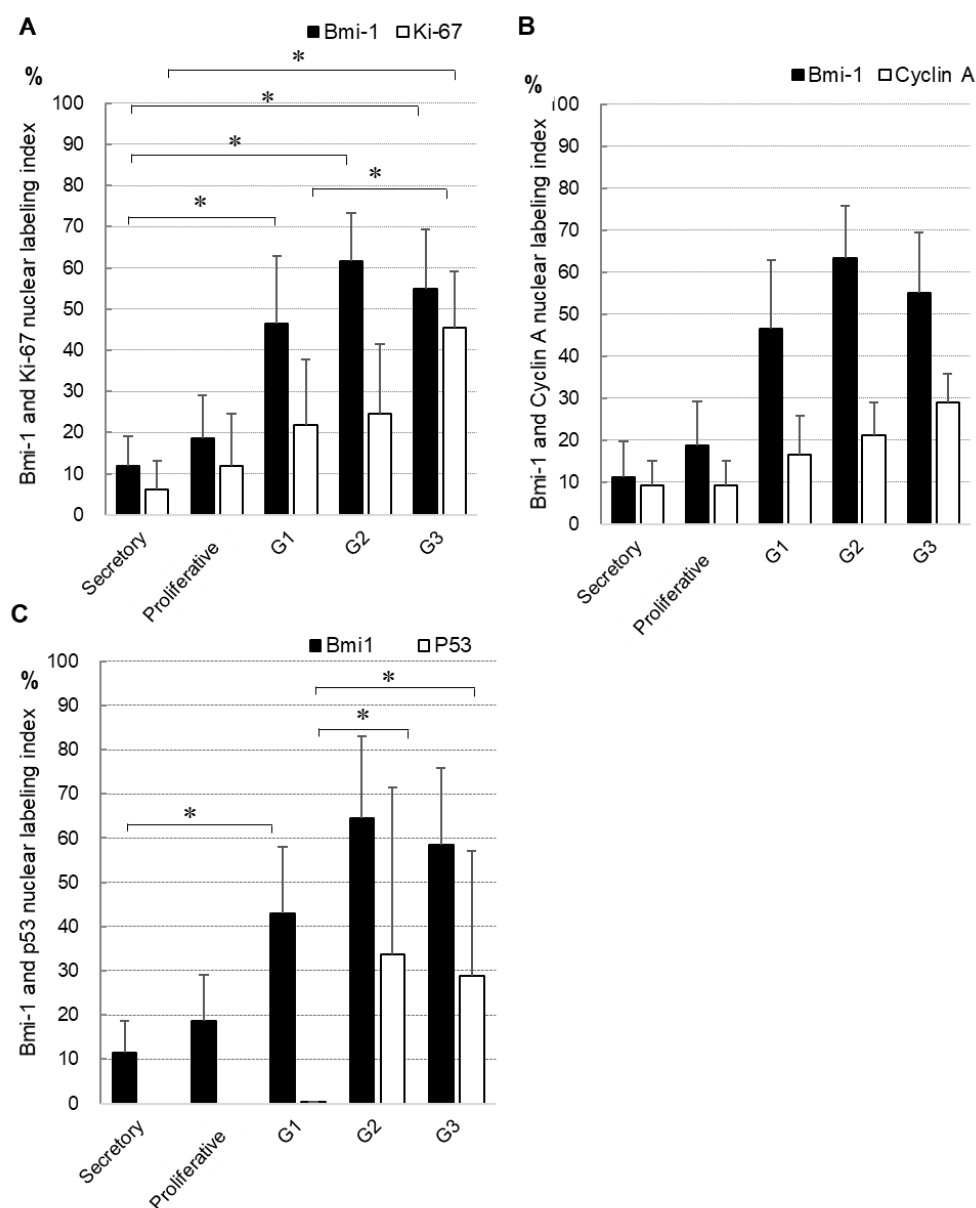 A
Bmi-1 Ki-67
%
Bmi-1 and Ki-67 nuclear labeling index
100
90
80
70
60
50
40
30
20
10
0
*
*
*
*
*
Secretory
Proliferative
G1
G2
G3
B
Bmi-1 Cyclin A
%
Bmi-1 and Cyclin A nuclear labeling index
100
90
80
70
60
50
40
30
20
10
0
Secretory
Proliferative
G1
G2
G3
C
Bmi1 P53
%
Bmi-1 and p53 nuclear labeling index
100
90
80
70
60
50
40
30
20
10
0
*
*
*
Secretory
Proliferative
G1
G2
G3